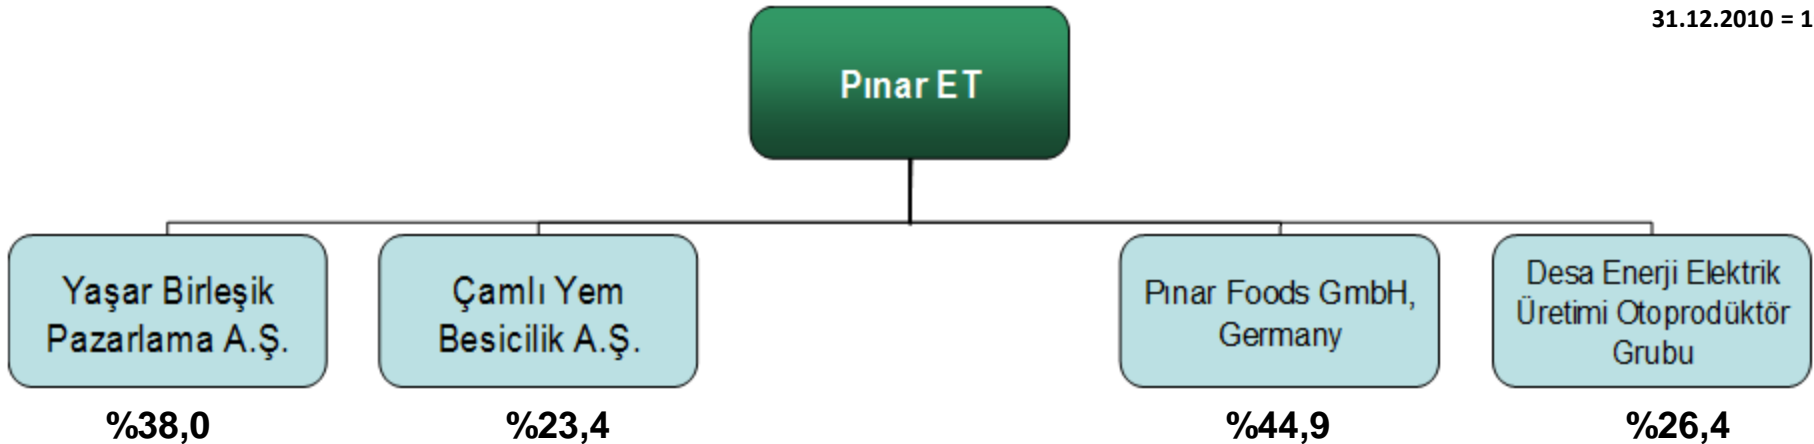 31.12.2010 = 1
Pınar ET
Yaşar Birleşik
Pazarlama A.Ş.
Çamlı Yem
Besicilik A.Ş.
Pınar Foods GmbH,
Germany
Desa Enerji Elektrik
Üretimi Otoprodüktör
Grubu
%38,0
%23,4
%44,9
%26,4